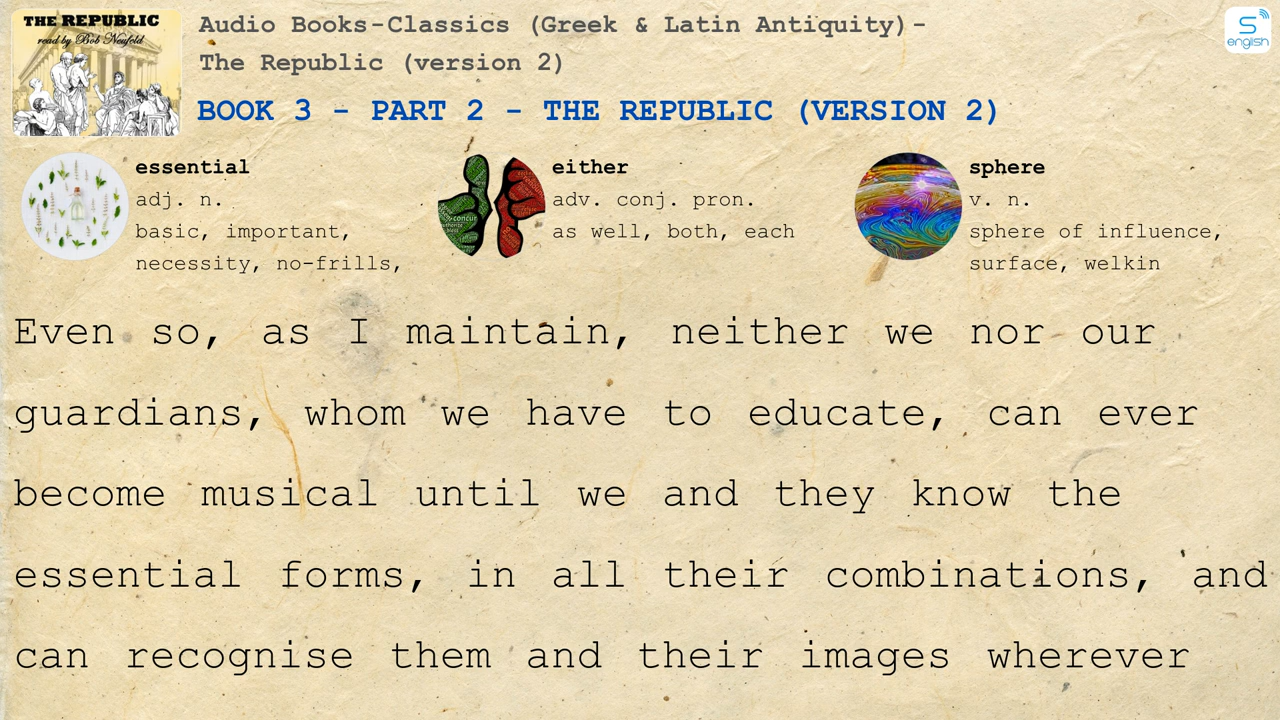 THE REPUBLIC
read by Bob Neufeld
Audio Books-Classics (Greek & Latin Antiquity)-
The Republic (version 2)
S
english
BOOK 3 - PART 2 - THE REPUBLIC (VERSION 2)
essential
adj. n.
basic, important,
necessity, no-frills,
either
adv. conj. pron.
as well, both, each
sphere
v. n.
sphere of influence,
surface, welkin
Even so, as I maintain, neither we nor our
guardians, whom we have to educate, can ever
become musical until we and they know the
essential forms, in all their combinations, and
can recognise them and their images wherever